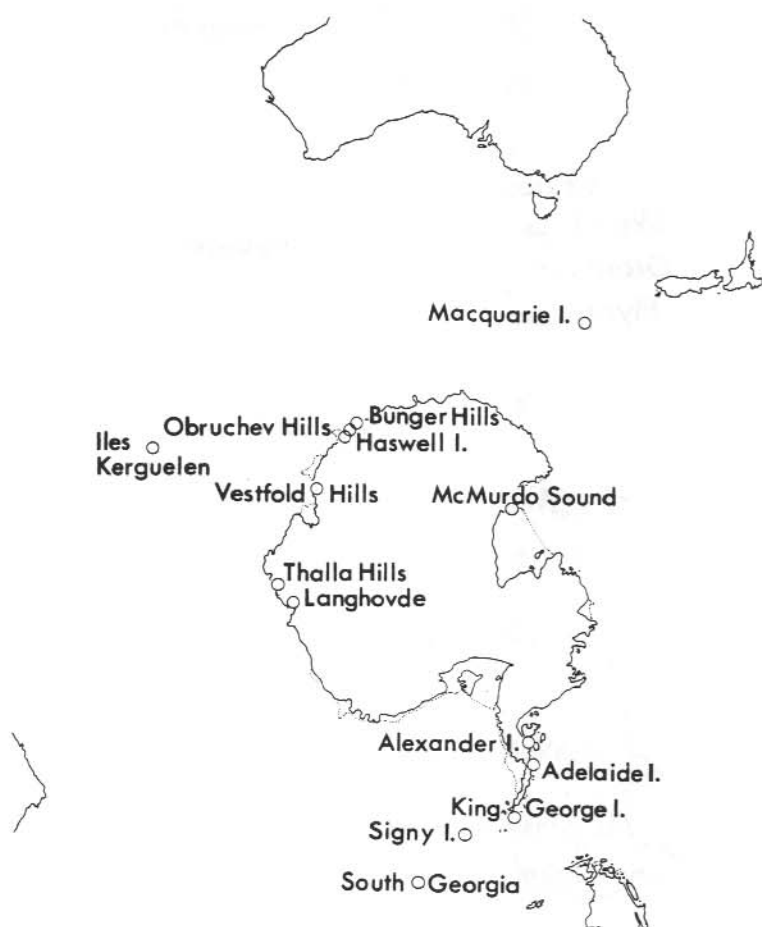 Macquarie I.
Bunger Hills
Obruchev Hills
Haswell I.
Iles
Kerguelen
Vestfold Hills
McMurdo Sound
Thalla Hills
Langhovde
Alexander I.
Adelaide I.
King George I.
Signy I.
South Georgia